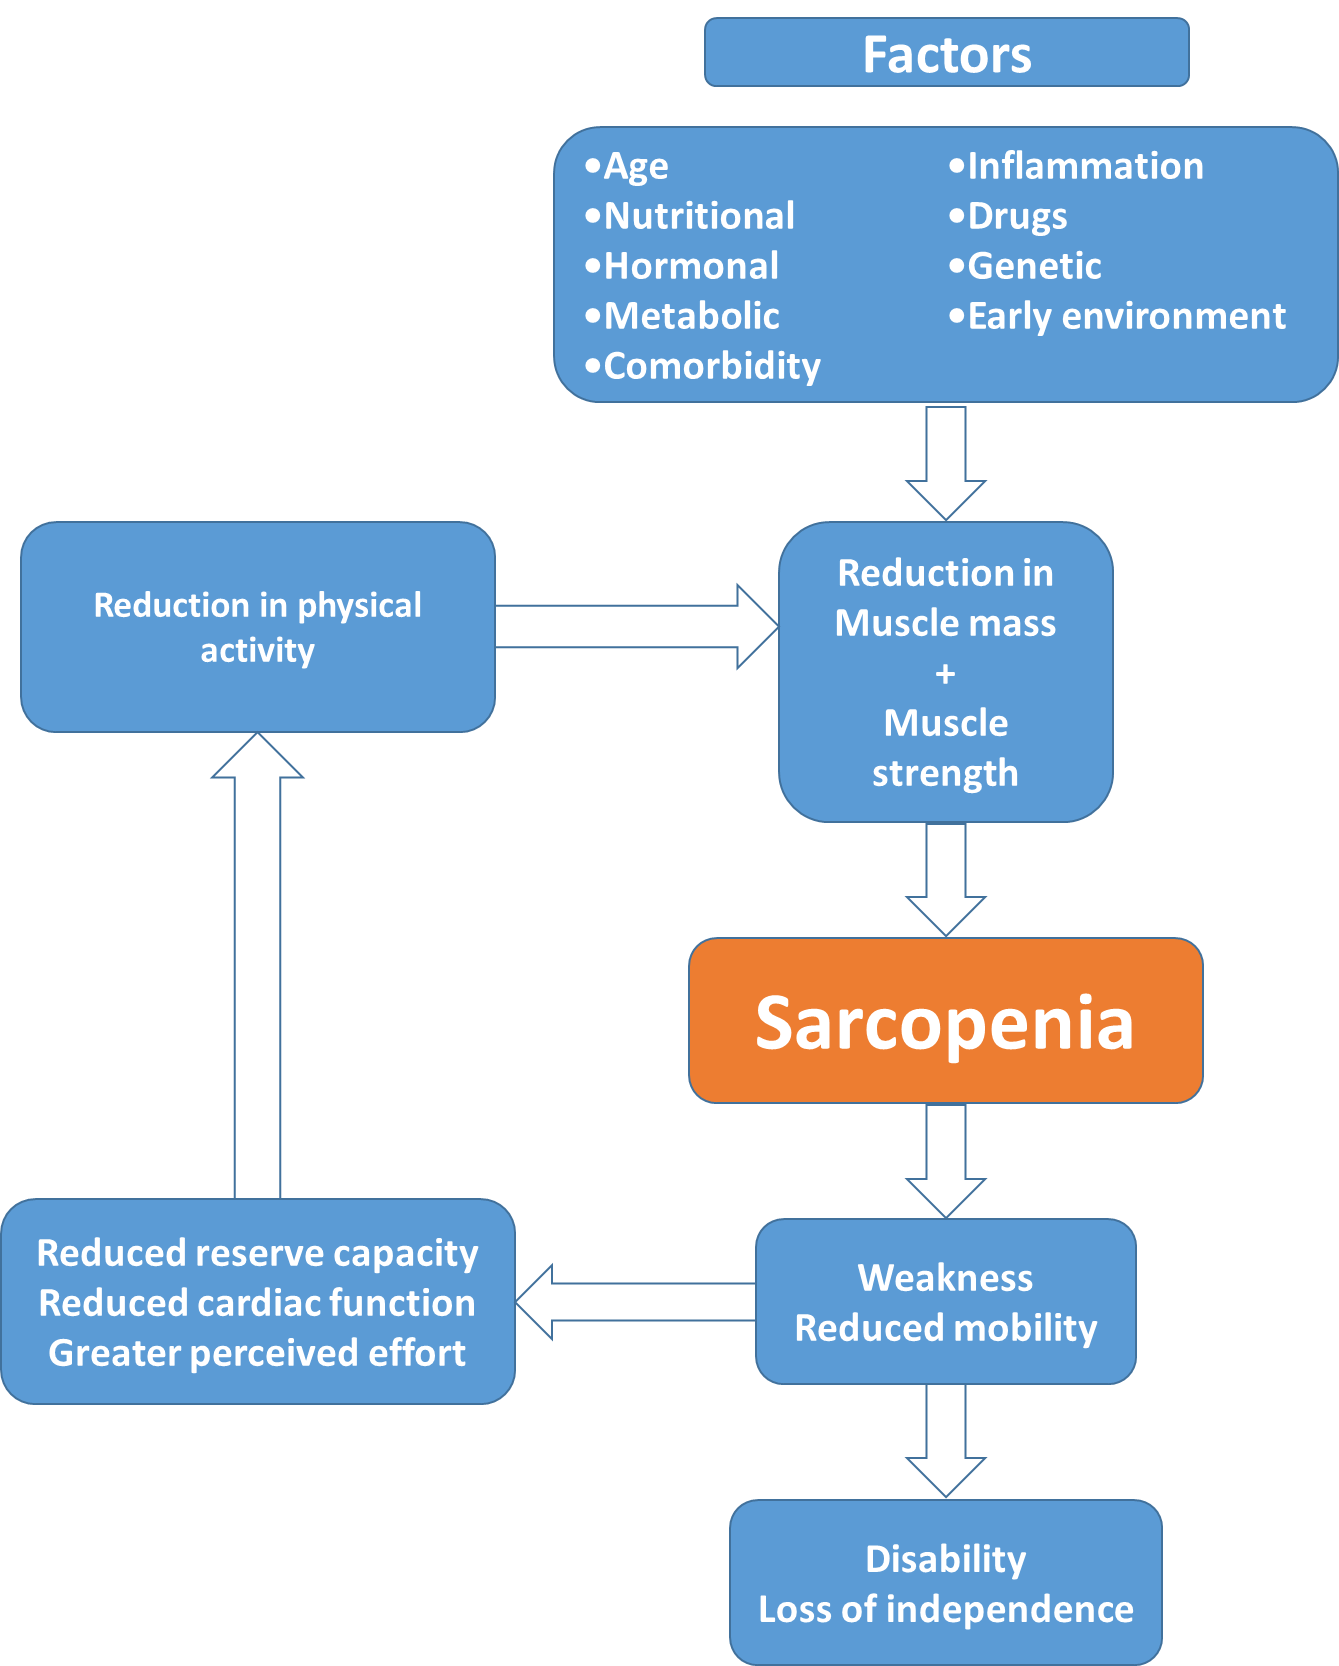 Factors
•Age
•Nutritional
•Hormonal
•Metabolic
•Comorbidity
•Inflammation
•Drugs
•Genetic
•Early environment
Reduction in physical
activity
Reduction in
Muscle mass
+
Muscle
strength
Sarcopenia
Reduced reserve capacity
Reduced cardiac function
Greater perceived effort
Weakness
Reduced mobility
Disability
Loss of independence